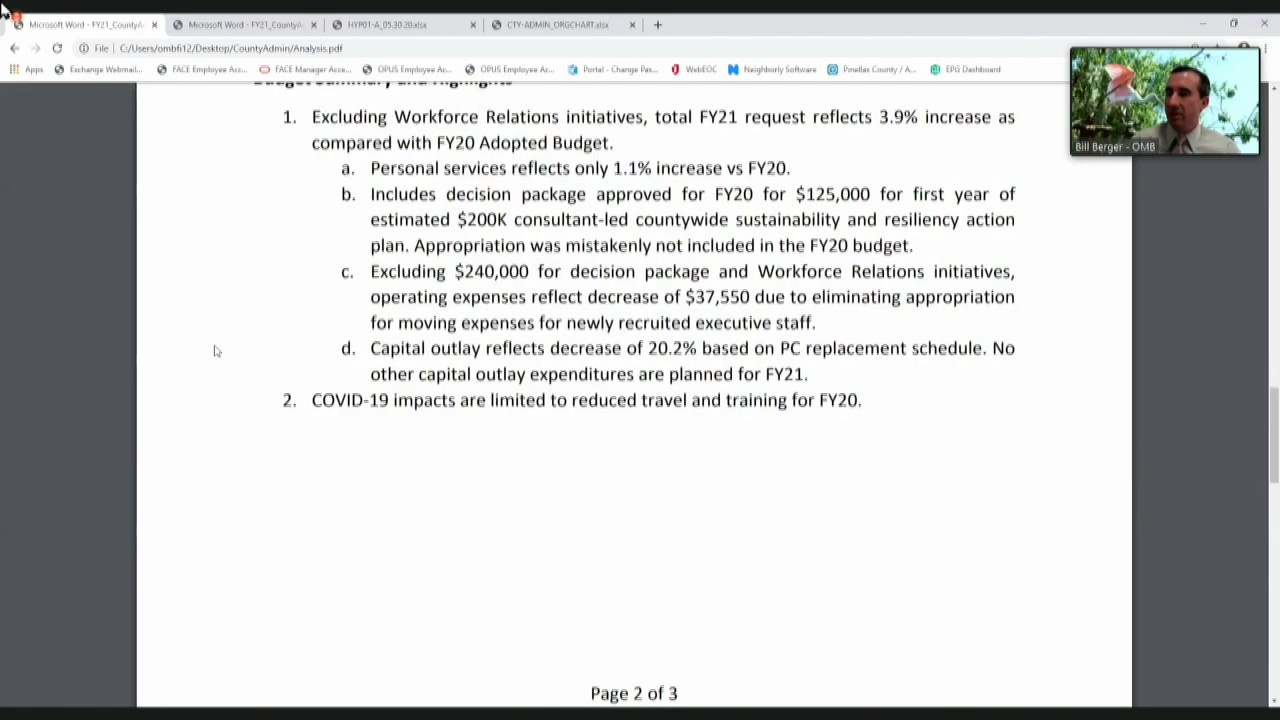 Microsoft Word - FY21_CountyA
Microsoft Word - FY21_CountyA
HYP01-A_05.30.20.xlsx
CTY-ADMIN_ORGCHART.xlsx
File
C:/Users/ombfi12/Desktop/CountyAdmin/Analysis.pdf
Apps
Exchange Webmail...
FACE Employee Acc...
FACE Manager Acce...
OPUS Employee Ac...
OPUS Employee Ac...
Portal - Change Pas...
WebEOC
Neighborly Software
Pinellas County / A...
EPG Dashboard
Budget Summary and Highlights
1. Excluding Workforce Relations initiatives, total FY21 request reflects 3.9% increase as
compared with FY20 Adopted Budget.
a. Personal services reflects only 1.1% increase vs FY20.
b. Includes decision package approved for FY20 for $125,000 for first year of
estimated $200K consultant-led countywide sustainability and resiliency action
plan. Appropriation was mistakenly not included in the FY20 budget.
c. Excluding $240,000 for decision package and Workforce Relations initiatives,
operating expenses reflect decrease of $37,550 due to eliminating appropriation
for moving expenses for newly recruited executive staff.
d. Capital outlay reflects decrease of 20.2% based on PC replacement schedule. No
other capital outlay expenditures are planned for FY21.
2. COVID-19 impacts are limited to reduced travel and training for FY20.
Page 2 of 3
Bill Berger - OMB